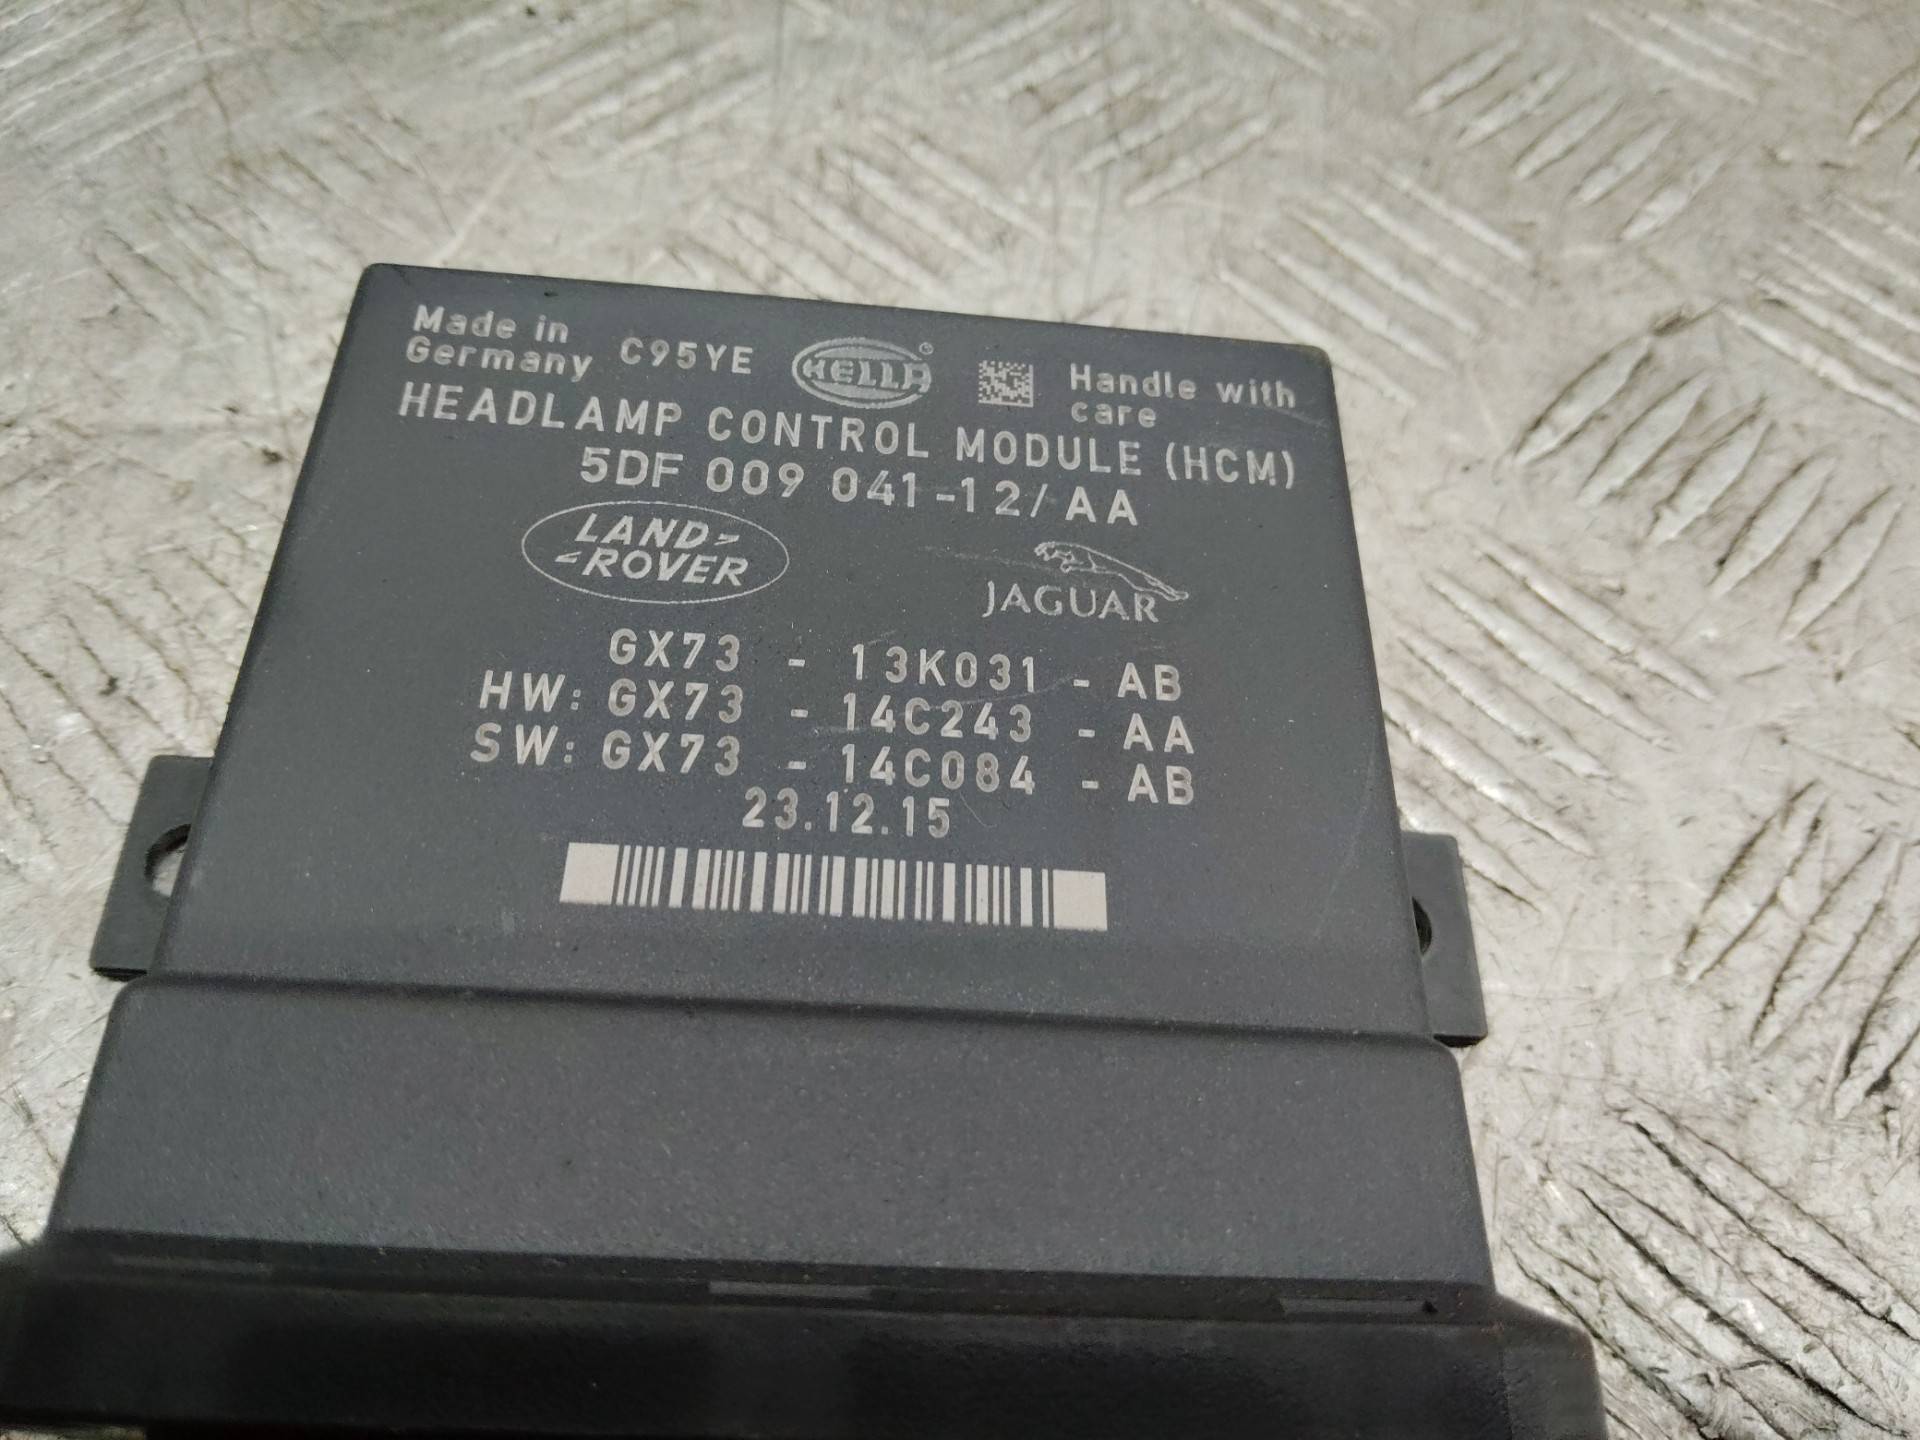 Made in
Germany C95YE HELLA Handle with
care
HEADLAMP CONTROL MODULE (HCM)
5DF 009 041-12/AA
LAND
ROVER
JAGUAR
GX73 - 13K031 - AB
HW: GX73 - 14C243 - AA
SW: GX73 - 14C084 - AB
23.12.15